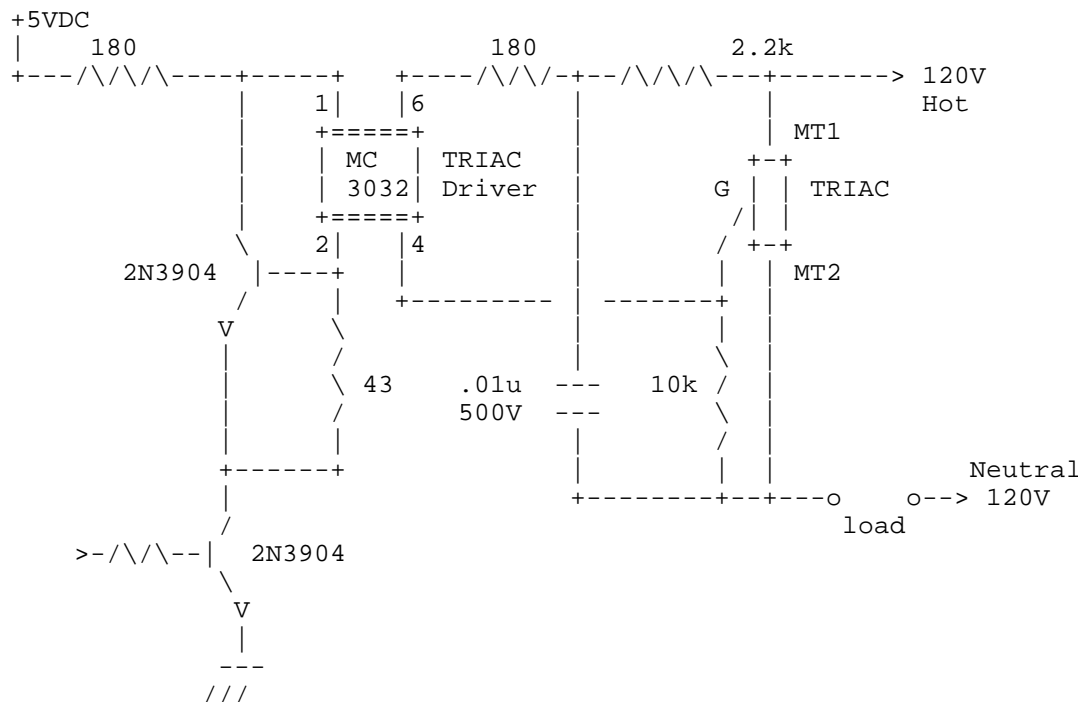 +5VDC
180 180 2.2k
120V
1 6 Hot
MT1
MC TRIAC
3032 Driver G TRIAC
2 4
2N3904 MT2
V
43 .01u 10k
500V
Neutral
o o 120V
load
2N3904
V